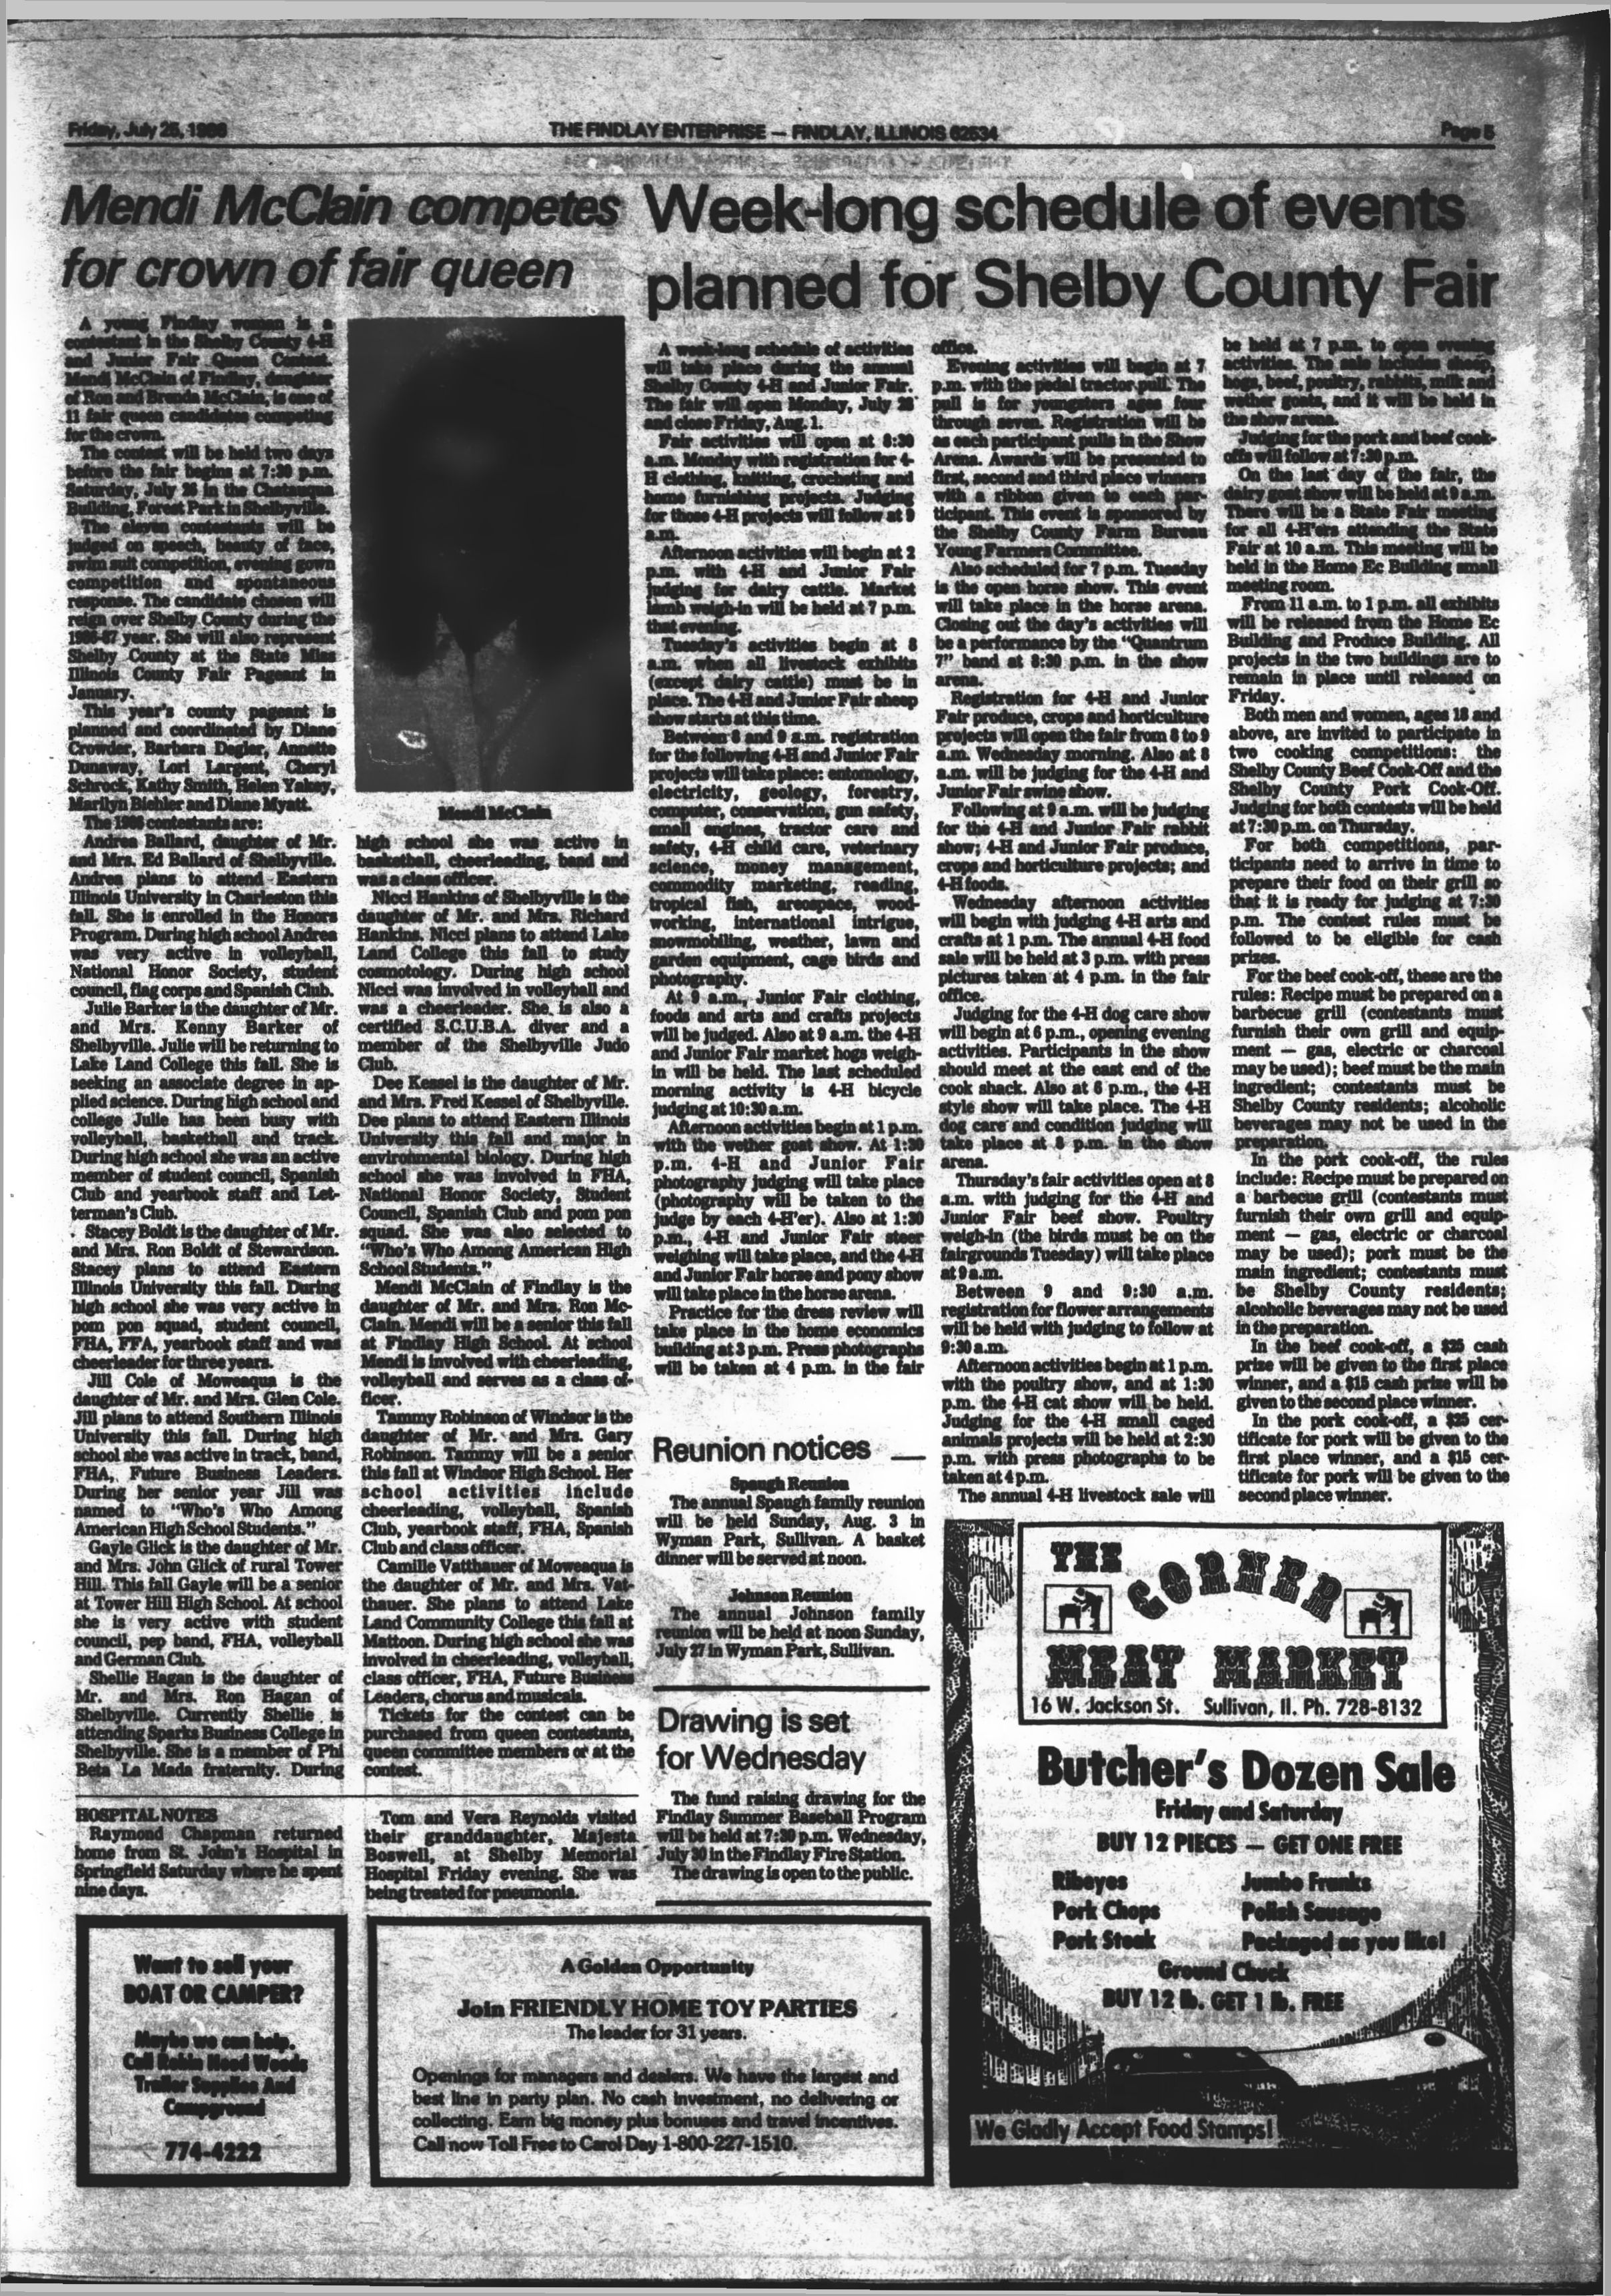 Friday, July 25, 1986
THE FINDLAY ENTERPRISE — FINDLAY, ILLINOIS 62534
Page 5
Mendi McClain competes
for crown of fair queen
A young Findlay woman is a
contestant in the Shelby County 4-H
and Junior Fair Queen Contest.
Mendi McClain of Findlay, daughter
of Ron and Brenda McClain, is one of
11 fair queen candidates competing
for the crown.
The contest will be held two days
before the fair begins at 7:30 p.m.
Saturday, July 26 in the Chatauqua
Building, Forest Park in Shelbyville.
The eleven contestants will be
judged on speech, beauty of face,
swim suit competition, evening gown
competition and spontaneous
response. The candidate chosen will
reign over Shelby County during the
1986-87 year. She will also represent
Shelby County at the State Miss
Illinois County Fair Pageant in
January.
This year's county pageant is
planned and coordinated by Diane
Crowder, Barbara Degler, Annette
Dunaway, Lori Largent, Cheryl
Schrock, Kathy Smith, Helen Yakey,
Marilyn Biehler and Diane Myatt.
The 1986 contestants are:
Andrea Ballard, daughter of Mr.
and Mrs. Ed Ballard of Shelbyville.
Andrea plans to attend Eastern
Illinois University in Charleston this
fall. She is enrolled in the Honors
Program. During high school Andrea
was very active in volleyball,
National Honor Society, student
council, flag corps and Spanish Club.
Julie Barker is the daughter of Mr.
and Mrs. Kenny Barker of
Shelbyville. Julie will be returning to
Lake Land College this fall. She is
seeking an associate degree in ap-
plied science. During high school and
college Julie has been busy with
volleyball, basketball and track.
During high school she was an active
member of student council, Spanish
Club and yearbook staff and Let-
terman's Club.
Stacey Boldt is the daughter of Mr.
and Mrs. Ron Boldt of Stewardson.
Stacey plans to attend Eastern
Illinois University this fall. During
high school she was very active in
pom pon squad, student council,
FHA, FFA, yearbook staff and was
cheerleader for three years.
Jill Cole of Moweaqua is the
daughter of Mr. and Mrs. Glen Cole.
Jill plans to attend Southern Illinois
University this fall. During high
school she was active in track, band,
FHA, Future Business Leaders.
During her senior year Jill was
named to "Who's Who Among
American High School Students."
Gayle Glick is the daughter of Mr.
and Mrs. John Glick of rural Tower
Hill. This fall Gayle will be a senior
at Tower Hill High School. At school
she is very active with student
council, pep band, FHA, volleyball
and German Club.
Shellie Hagan is the daughter of
Mr. and Mrs. Ron Hagan of
Shelbyville. Currently Shellie is
attending Sparks Business College in
Shelbyville. She is a member of Phi
Beta La Mada fraternity. During
Mendi McClain
high school she was active in
basketball, cheerleading, band and
was a class officer.
Nicci Hankins of Shelbyville is the
daughter of Mr. and Mrs. Richard
Hankins. Nicci plans to attend Lake
Land College this fall to study
cosmotology. During high school
Nicci was involved in volleyball and
was a cheerleader. She is also a
certified S.C.U.B.A. diver and a
member of the Shelbyville Judo
Club.
Dee Kessel is the daughter of Mr.
and Mrs. Fred Kessel of Shelbyville.
Dee plans to attend Eastern Illinois
University this fall and major in
environmental biology. During high
school she was involved in FHA,
National Honor Society, Student
Council, Spanish Club and pom pon
squad. She was also selected to
"Who's Who Among American High
School Students."
Mendi McClain of Findlay is the
daughter of Mr. and Mrs. Ron Mc-
Clain. Mendi will be a senior this fall
at Findlay High School. At school
Mendi is involved with cheerleading,
volleyball and serves as a class of-
ficer.
Tammy Robinson of Windsor is the
daughter of Mr. and Mrs. Gary
Robinson. Tammy will be a senior
this fall at Windsor High School. Her
school activities include
cheerleading, volleyball, Spanish
Club, yearbook staff, FHA, Spanish
Club and class officer.
Camille Vatthauer of Moweaqua is
the daughter of Mr. and Mrs. Vat-
thauer. She plans to attend Lake
Land Community College this fall at
Mattoon. During high school she was
involved in cheerleading, volleyball,
class officer, FHA, Future Business
Leaders, chorus and musicals.
Tickets for the contest can be
purchased from queen contestants,
queen committee members or at the
contest.
HOSPITAL NOTES
Raymond Chapman returned
home from St. John's Hospital in
Springfield Saturday where he spent
nine days.
Tom and Vera Reynolds visited
their granddaughter, Majesta
Boswell, at Shelby Memorial
Hospital Friday evening. She was
being treated for pneumonia.
Week-long schedule of events
planned for Shelby County Fair
A week-long schedule of activities
will take place during the annual
Shelby County 4-H and Junior Fair.
The fair will open Monday, July 28
and close Friday, Aug. 1.
Fair activities will open at 8:30
a.m. Monday with registration for 4-
H clothing, knitting, crocheting and
home furnishing projects. Judging
for those 4-H projects will follow at 9
a.m.
Afternoon activities will begin at 2
p.m. with 4-H and Junior Fair
judging for dairy cattle. Market
lamb weigh-in will be held at 7 p.m.
that evening.
Tuesday's activities begin at 8
a.m. when all livestock exhibits
(except dairy cattle) must be in
place. The 4-H and Junior Fair sheep
show starts at this time.
Between 8 and 9 a.m. registration
for the following 4-H and Junior Fair
projects will take place: entomology,
electricity, geology, forestry,
computer, conservation, gun safety,
small engines, tractor care and
safety, 4-H child care, veterinary
science, money management,
commodity marketing, reading,
tropical fish, areospace, wood-
working, international intrigue,
snowmobiling, weather, lawn and
garden equipment, cage birds and
photography.
At 9 a.m., Junior Fair clothing,
foods and arts and crafts projects
will be judged. Also at 9 a.m. the 4-H
and Junior Fair market hogs weigh-
in will be held. The last scheduled
morning activity is 4-H bicycle
judging at 10:30 a.m.
Afternoon activities begin at 1 p.m.
with the wether goat show. At 1:30
p.m. 4-H and Junior Fair
photography judging will take place
(photography will be taken to the
judge by each 4-H'er). Also at 1:30
p.m., 4-H and Junior Fair steer
weighing will take place, and the 4-H
and Junior Fair horse and pony show
will take place in the horse arena.
Practice for the dress review will
take place in the home economics
building at 3 p.m. Press photographs
will be taken at 4 p.m. in the fair
office.
Evening activities will begin at 7
p.m. with the pedal tractor pull. The
pull is for youngsters ages four
through seven. Registration will be
as each participant pulls in the Show
Arena. Awards will be presented to
first, second and third place winners
with a ribbon given to each par-
ticipant. This event is sponsored by
the Shelby County Farm Bureau
Young Farmers Committee.
Also scheduled for 7 p.m. Tuesday
is the open horse show. This event
will take place in the horse arena.
Closing out the day's activities will
be a performance by the "Quantrum
7" band at 8:30 p.m. in the show
arena.
Registration for 4-H and Junior
Fair produce, crops and horticulture
projects will open the fair from 8 to 9
a.m. Wednesday morning. Also at 8
a.m. will be judging for the 4-H and
Junior Fair swine show.
Following at 9 a.m. will be judging
for the 4-H and Junior Fair rabbit
show; 4-H and Junior Fair produce,
crops and horticulture projects; and
4-H foods.
Wednesday afternoon activities
will begin with judging 4-H arts and
crafts at 1 p.m. The annual 4-H food
sale will be held at 3 p.m. with press
pictures taken at 4 p.m. in the fair
office.
Judging for the 4-H dog care show
will begin at 6 p.m., opening evening
activities. Participants in the show
should meet at the east end of the
cook shack. Also at 6 p.m., the 4-H
style show will take place. The 4-H
dog care and condition judging will
take place at 8 p.m. in the show
arena.
Thursday's fair activities open at 8
a.m. with judging for the 4-H and
Junior Fair beef show. Poultry
weigh-in (the birds must be on the
fairgrounds Tuesday) will take place
at 9 a.m.
Between 9 and 9:30 a.m.
registration for flower arrangements
will be held with judging to follow at
9:30 a.m.
Afternoon activities begin at 1 p.m.
with the poultry show, and at 1:30
p.m. the 4-H cat show will be held.
Judging for the 4-H small caged
animals projects will be held at 2:30
p.m. with press photographs to be
taken at 4 p.m.
The annual 4-H livestock sale will
be held at 7 p.m. to open evening
activities. The sale includes sheep,
hogs, beef, poultry, rabbits, milk and
wether goats, and it will be held in
the show arena.
Judging for the pork and beef cook-
offs will follow at 7:30 p.m.
On the last day of the fair, the
dairy goat show will be held at 9 a.m.
There will be a State Fair meeting
for all 4-H'ers attending the State
Fair at 10 a.m. This meeting will be
held in the Home Ec Building small
meeting room.
From 11 a.m. to 1 p.m. all exhibits
will be released from the Home Ec
Building and Produce Building. All
projects in the two buildings are to
remain in place until released on
Friday.
Both men and women, ages 18 and
above, are invited to participate in
two cooking competitions: the
Shelby County Beef Cook-Off and the
Shelby County Pork Cook-Off.
Judging for both contests will be held
at 7:30 p.m. on Thursday.
For both competitions, par-
ticipants need to arrive in time to
prepare their food on their grill so
that it is ready for judging at 7:30
p.m. The contest rules must be
followed to be eligible for cash
prizes.
For the beef cook-off, these are the
rules: Recipe must be prepared on a
barbecue grill (contestants must
furnish their own grill and equip-
ment — gas, electric or charcoal
may be used); beef must be the main
ingredient; contestants must be
Shelby County residents; alcoholic
beverages may not be used in the
preparation.
In the pork cook-off, the rules
include: Recipe must be prepared on
a barbecue grill (contestants must
furnish their own grill and equip-
ment — gas, electric or charcoal
may be used); pork must be the
main ingredient; contestants must
be Shelby County residents;
alcoholic beverages may not be used
in the preparation.
In the beef cook-off, a $25 cash
prize will be given to the first place
winner, and a $15 cash prize will be
given to the second place winner.
In the pork cook-off, a $25 cer-
tificate for pork will be given to the
first place winner, and a $15 cer-
tificate for pork will be given to the
second place winner.
Reunion notices
Spaugh Reunion
The annual Spaugh family reunion
will be held Sunday, Aug. 3 in
Wyman Park, Sullivan. A basket
dinner will be served at noon.
Johnson Reunion
The annual Johnson family
reunion will be held at noon Sunday,
July 27 in Wyman Park, Sullivan.
Drawing is set
for Wednesday
The fund raising drawing for the
Findlay Summer Baseball Program
will be held at 7:30 p.m. Wednesday,
July 30 in the Findlay Fire Station.
The drawing is open to the public.
Want to sell your
BOAT OR CAMPER?
Maybe we can help.
Call Robin Hood Woods
Trailer Supplies And
Campground
774-4222
A Golden Opportunity
Join FRIENDLY HOME TOY PARTIES
The leader for 31 years.
Openings for managers and dealers. We have the largest and
best line in party plan. No cash investment, no delivering or
collecting. Earn big money plus bonuses and travel incentives.
Call now Toll Free to Carol Day 1-800-227-1510.
THE
CORNER
MEAT MARKET
16 W. Jackson St. Sullivan, Il. Ph. 728-8132
Butcher's Dozen Sale
Friday and Saturday
BUY 12 PIECES — GET ONE FREE
Ribeyes Jumbo Franks
Pork Chops Polish Sausage
Pork Steak Packaged as you like!
Ground Chuck
BUY 12 lb. GET 1 lb. FREE
We Gladly Accept Food Stamps!